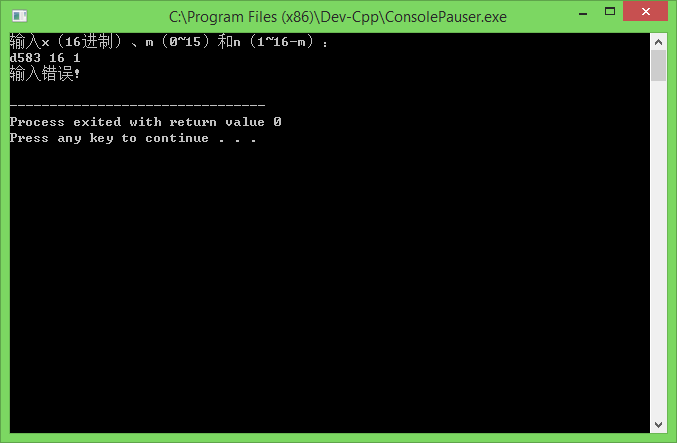 C:\Program Files (x86)\Dev-Cpp\ConsolePauser.exe
输入x（16进制）、m（0~15）和n（1~16-m）：
d583 16 1
输入错误!
--------------------------------
Process exited with return value 0
Press any key to continue . . .